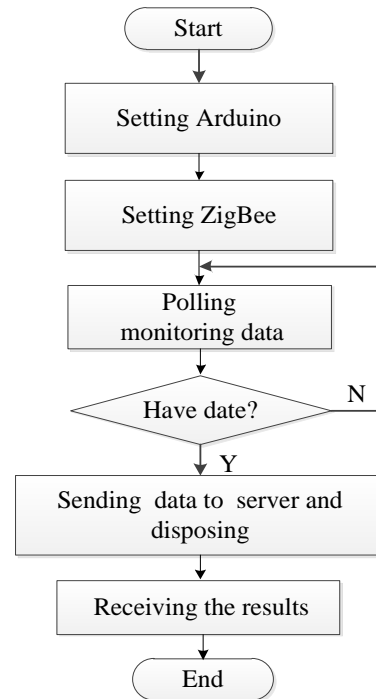 Start
Setting Arduino
Setting ZigBee
Polling
monitoring data
Have date?
N
Y
Sending data to server and
disposing
Receiving the results
End